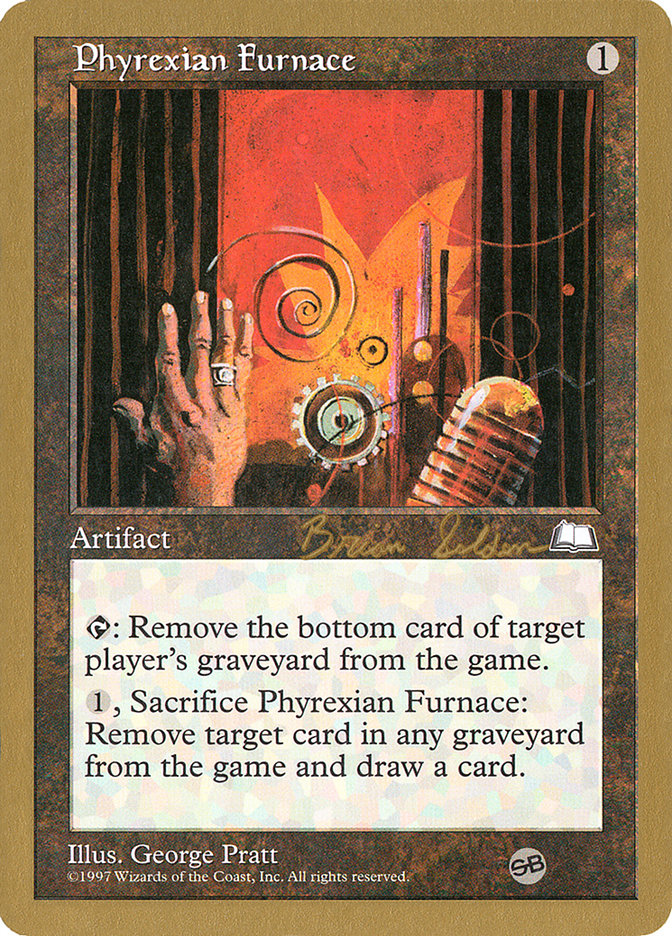 Phyrexian Furnace 1
Artifact Brian Selden
: Remove the bottom card of target
player's graveyard from the game.
1, Sacrifice Phyrexian Furnace:
Remove target card in any graveyard
from the game and draw a card.
Illus. George Pratt
©1997 Wizards of the Coast, Inc. All rights reserved.
SB